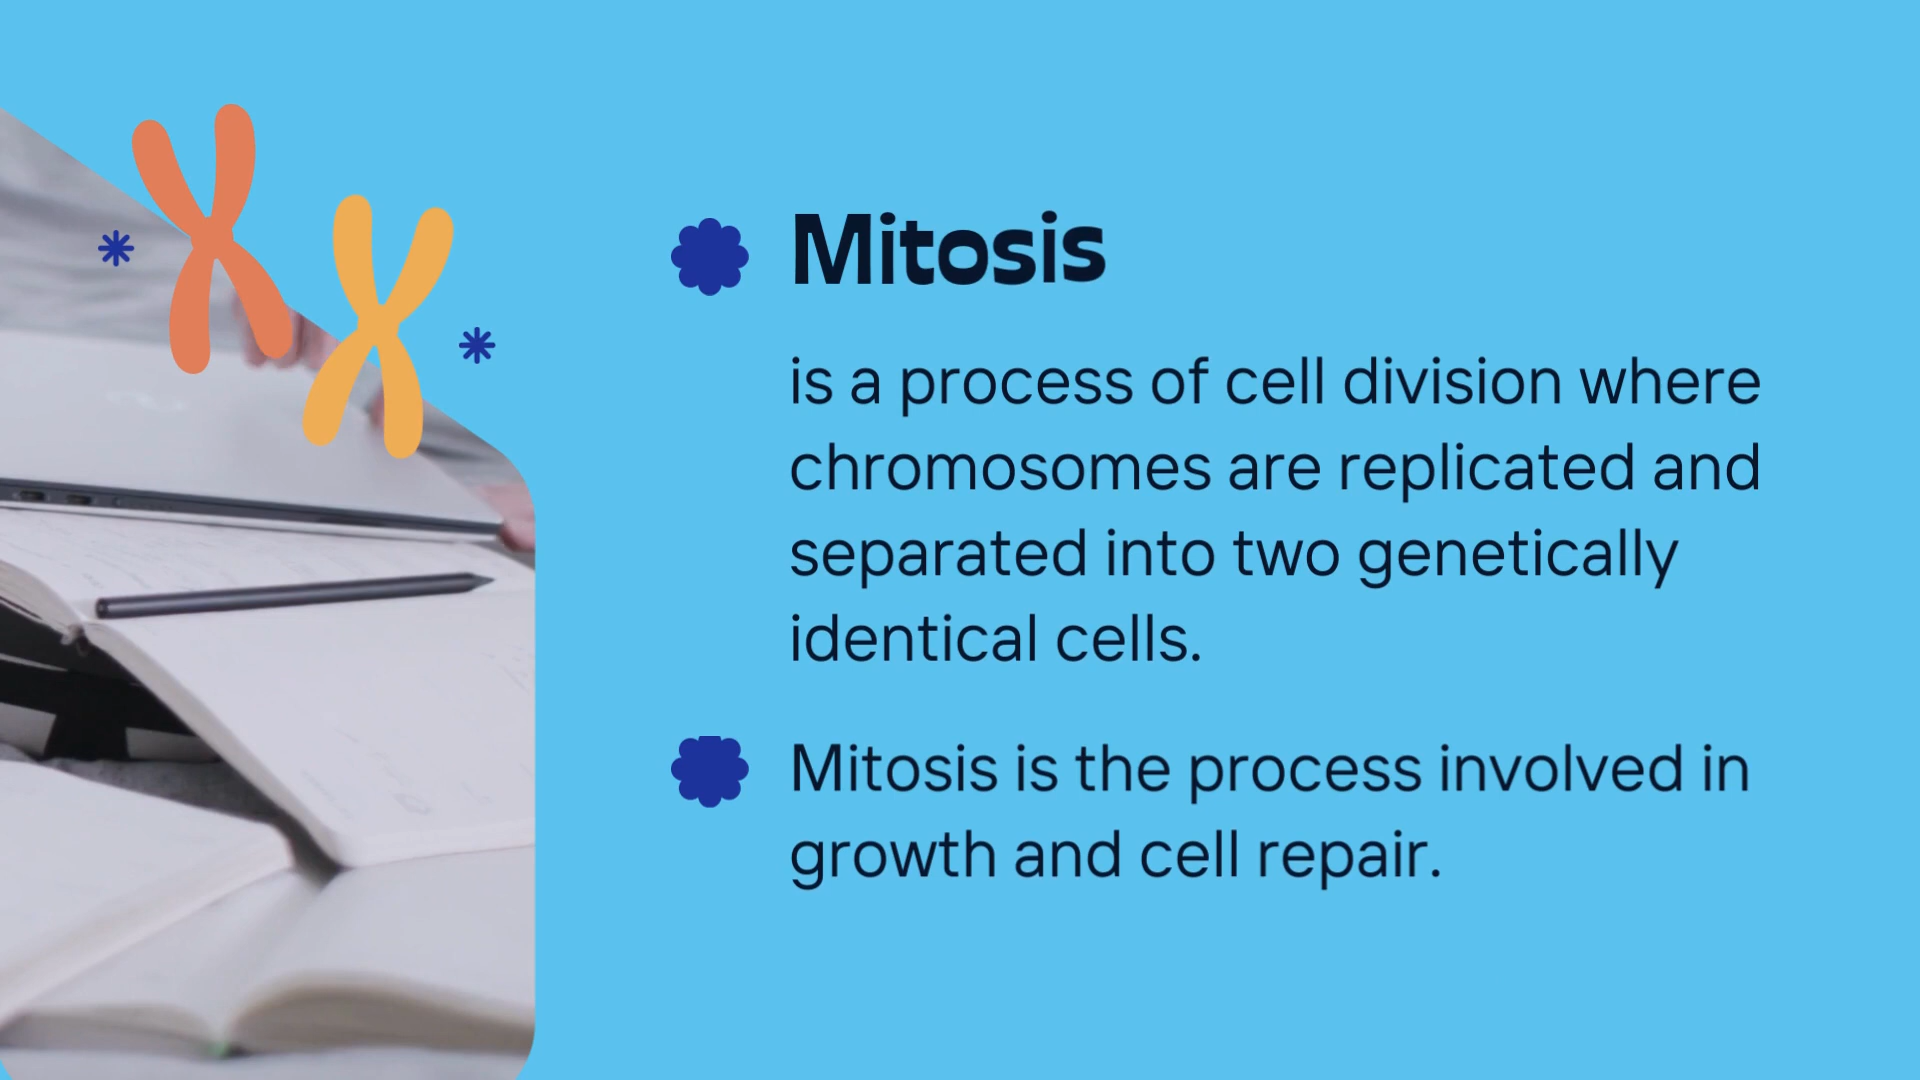 Mitosis
is a process of cell division where
chromosomes are replicated and
separated into two genetically
identical cells.
Mitosis is the process involved in
growth and cell repair.